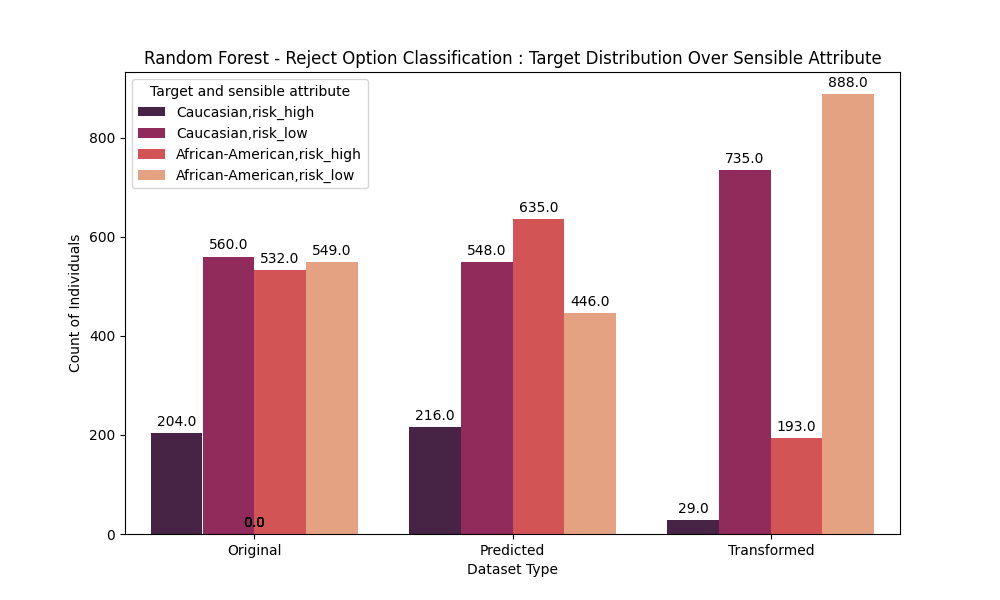 Random Forest - Reject Option Classification : Target Distribution Over Sensible Attribute
Target and sensible attribute
Caucasian,risk_high
Caucasian,risk_low
African-American,risk_high
African-American,risk_low
Count of Individuals
800
600
400
200
0
204.0
560.0
532.0
549.0
0.0
216.0
548.0
635.0
446.0
29.0
735.0
193.0
888.0
Original
Predicted
Transformed
Dataset Type